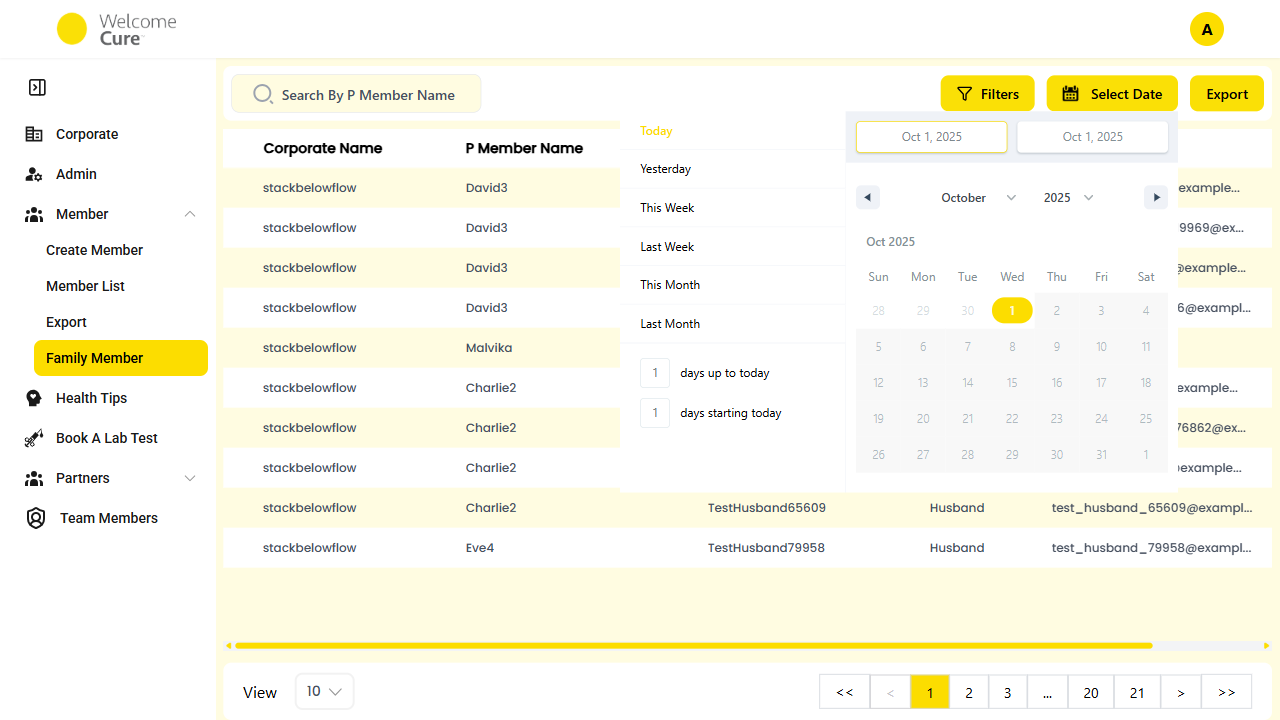 Welcome
Cure™
A
Search By P Member Name
Filters
Select Date
Export
Corporate
Admin
Member
Create Member
Member List
Export
Family Member
Health Tips
Book A Lab Test
Partners
Team Members
Corporate Name P Member Name
stackbelowflow David3 example...
stackbelowflow David3 9969@ex...
stackbelowflow David3 @example...
stackbelowflow David3 6@exampl...
stackbelowflow Malvika
stackbelowflow Charlie2 example...
stackbelowflow Charlie2 76862@ex...
stackbelowflow Charlie2 example...
stackbelowflow Charlie2 TestHusband65609 Husband test_husband_65609@exampl...
stackbelowflow Eve4 TestHusband79958 Husband test_husband_79958@exampl...
Today
Yesterday
This Week
Last Week
This Month
Last Month
1 days up to today
1 days starting today
Oct 1, 2025 Oct 1, 2025
October 2025
Oct 2025
Sun Mon Tue Wed Thu Fri Sat
28 29 30 1 2 3 4
5 6 7 8 9 10 11
12 13 14 15 16 17 18
19 20 21 22 23 24 25
26 27 28 29 30 31 1
View 10
<< < 1 2 3 ... 20 21 > >>